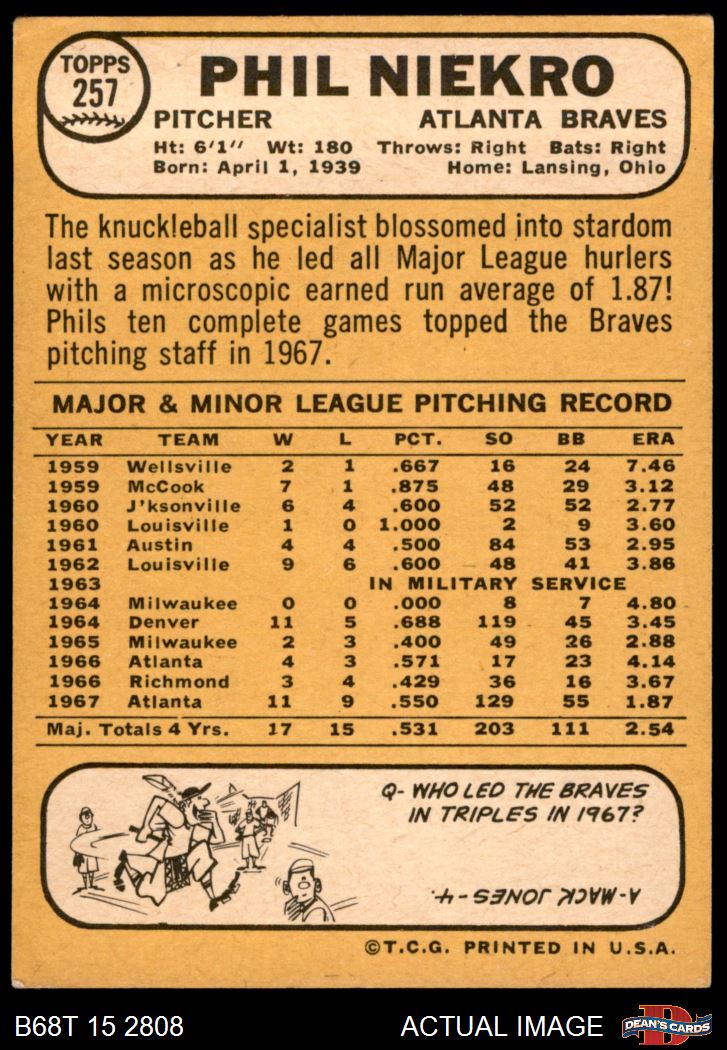 TOPPS
257
PHIL NIEKRO
PITCHER ATLANTA BRAVES
Ht: 6'1" Wt: 180 Throws: Right Bats: Right
Born: April 1, 1939 Home: Lansing, Ohio
The knuckleball specialist blossomed into stardom
last season as he led all Major League hurlers
with a microscopic earned run average of 1.87!
Phils ten complete games topped the Braves
pitching staff in 1967.
MAJOR & MINOR LEAGUE PITCHING RECORD
YEAR TEAM W L PCT. SO BB ERA
1959 Wellsville 2 1 .667 16 24 7.46
1959 McCook 7 1 .875 48 29 3.12
1960 J'ksonville 6 4 .600 52 52 2.77
1960 Louisville 1 0 1.000 2 9 3.60
1961 Austin 4 4 .500 84 53 2.95
1962 Louisville 9 6 .600 48 41 3.86
1963 IN MILITARY SERVICE
1964 Milwaukee 0 0 .000 8 7 4.80
1964 Denver 11 5 .688 119 45 3.45
1965 Milwaukee 2 3 .400 49 26 2.88
1966 Atlanta 4 3 .571 17 23 4.14
1966 Richmond 3 4 .429 36 16 3.67
1967 Atlanta 11 9 .550 129 55 1.87
Maj. Totals 4 Yrs. 17 15 .531 203 111 2.54
Q- WHO LED THE BRAVES
IN TRIPLES IN 1967?
A- MACK JONES - 4.
©T.C.G. PRINTED IN U.S.A.
B68T 15 2808 ACTUAL IMAGE
D
DEAN'S CARDS